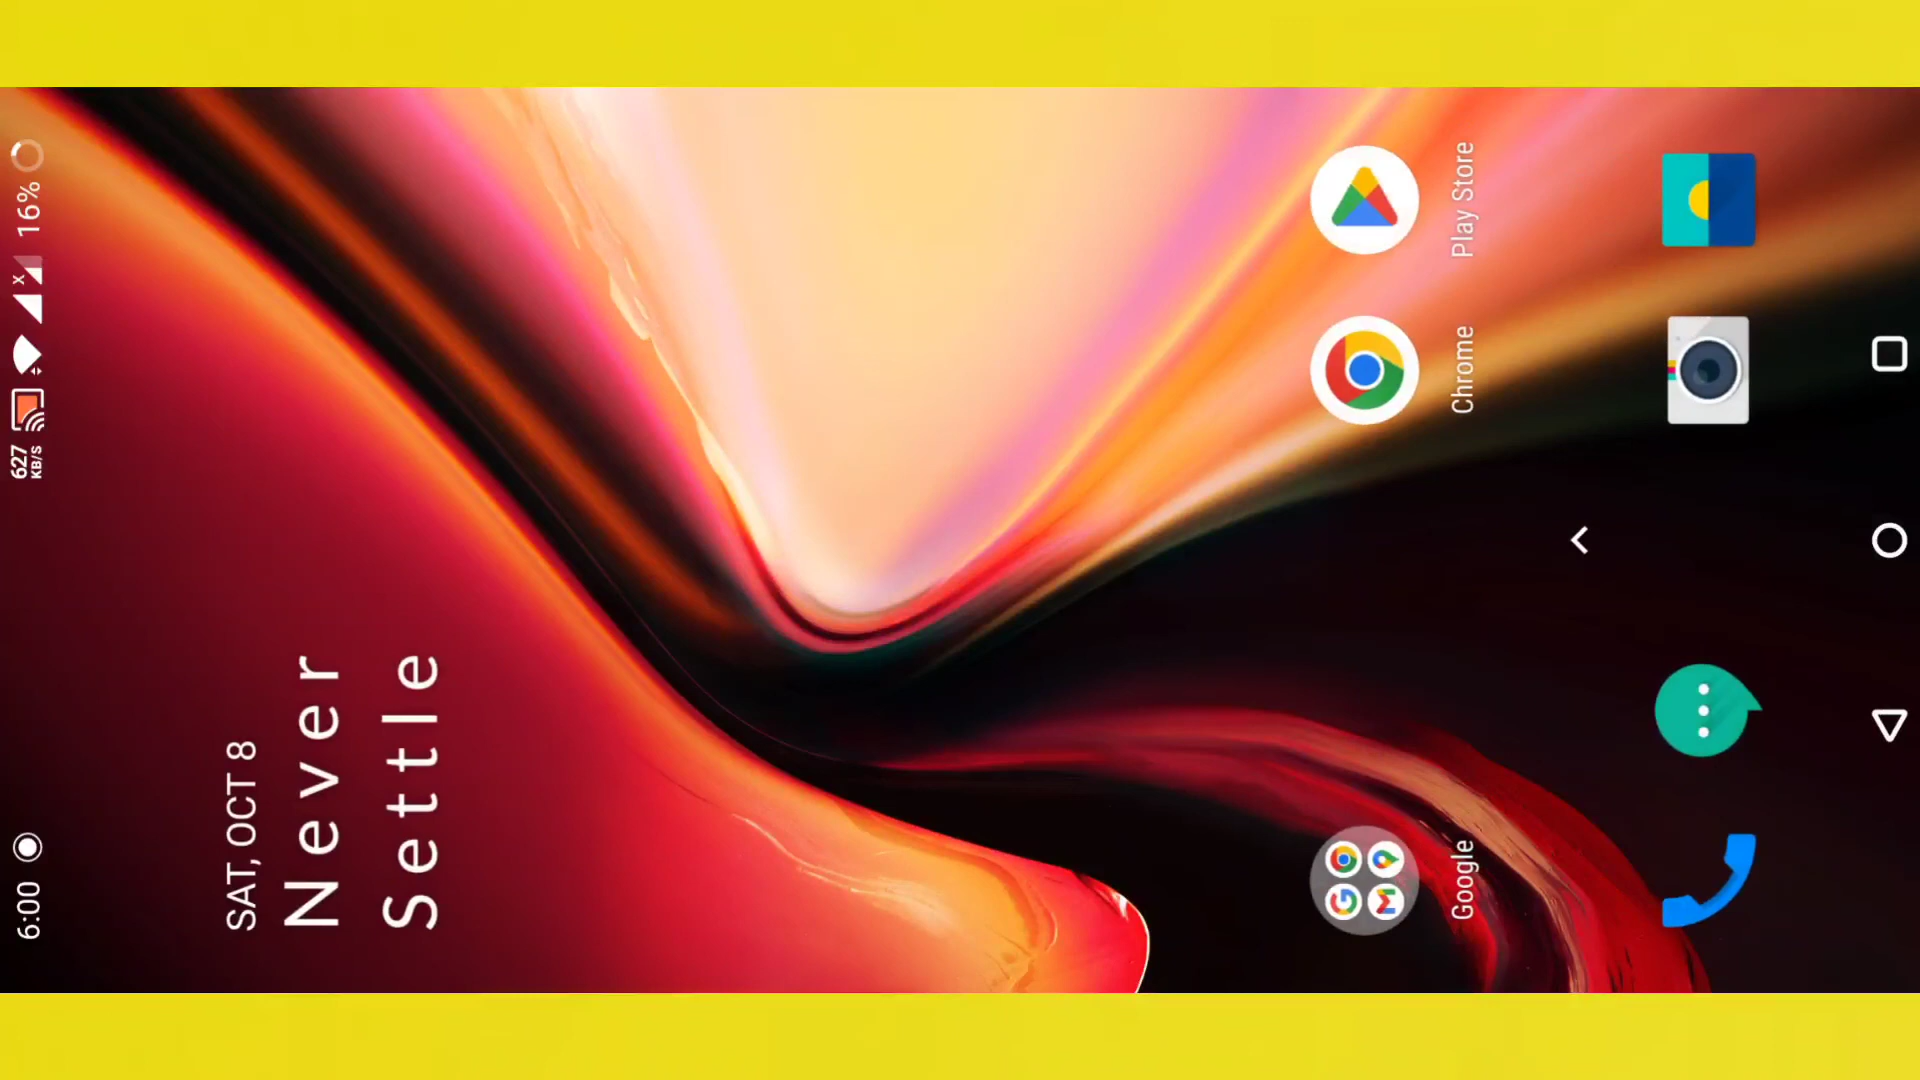 6:00
627 KB/S
x
16%
SAT, OCT 8
Never
Settle
Google
Chrome
Play Store